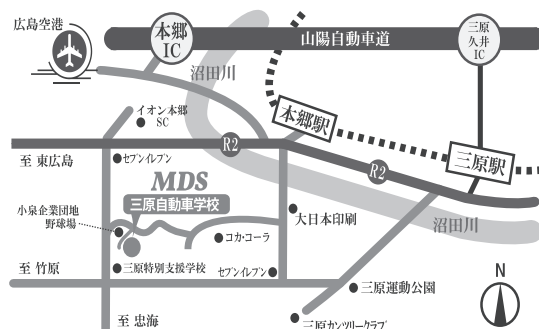 広島空港
本郷
IC
山陽自動車道
三原
久井
IC
沼田川
イオン本郷
SC
本郷駅
R2
至 東広島
セブンイレブン
三原駅
R2
MDS
三原自動車学校
小泉企業団地
野球場
大日本印刷
沼田川
コカ・コーラ
至 竹原
三原特別支援学校
セブンイレブン
三原運動公園
N
至 忠海
三原カンツリークラブ